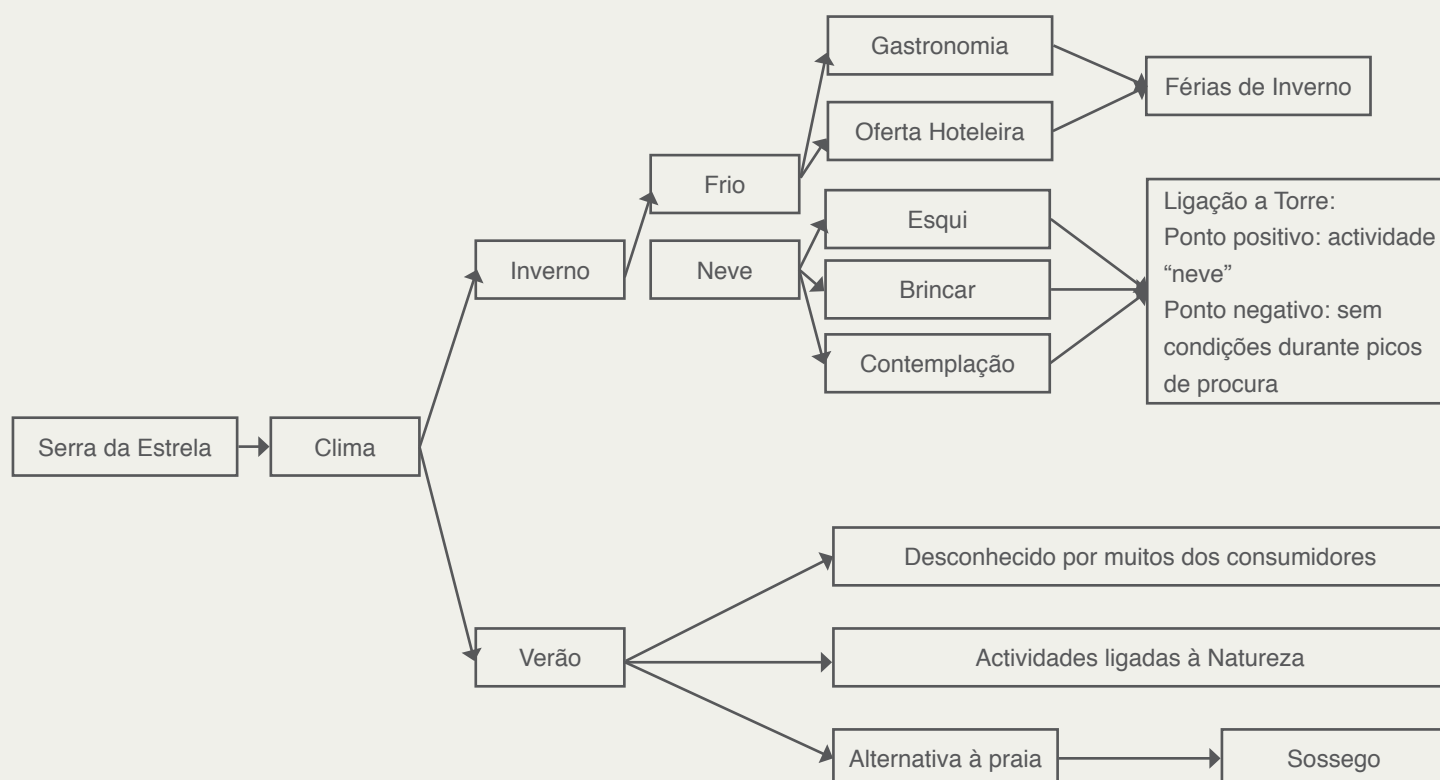 Gastronomia
Férias de Inverno
Oferta Hoteleira
Frio
Ligação a Torre:
Ponto positivo: actividade
“neve”
Ponto negativo: sem
condições durante picos
de procura
Esqui
Inverno
Neve
Brincar
Contemplação
Serra da Estrela
Clima
Desconhecido por muitos dos consumidores
Verão
Actividades ligadas à Natureza
Alternativa à praia
Sossego